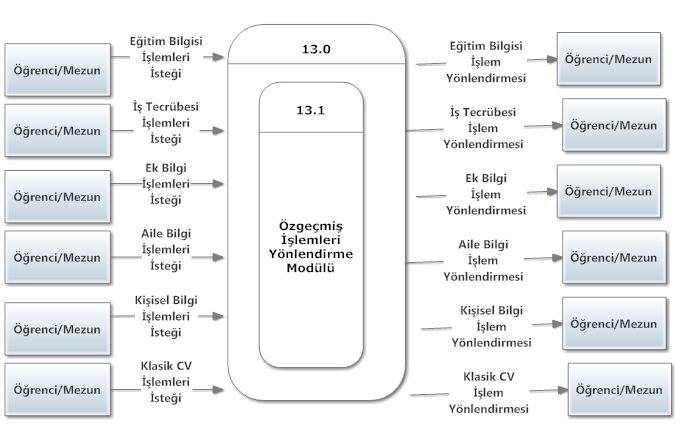 Öğrenci/Mezun
Eğitim Bilgisi
İşlemleri
İsteği
Öğrenci/Mezun
İş Tecrübesi
İşlemleri
İsteği
Öğrenci/Mezun
Ek Bilgi
İşlemleri
İsteği
Öğrenci/Mezun
Aile Bilgi
İşlemleri
İsteği
Öğrenci/Mezun
Kişisel Bilgi
İşlemleri
İsteği
Öğrenci/Mezun
Klasik CV
İşlemleri
İsteği
13.0
13.1
Özgeçmiş
İşlemleri
Yönlendirme
Modülü
Eğitim Bilgisi
İşlem
Yönlendirmesi
Öğrenci/Mezun
İş Tecrübesi
İşlem
Yönlendirmesi
Öğrenci/Mezun
Ek Bilgi
İşlem
Yönlendirmesi
Öğrenci/Mezun
Aile Bilgi
İşlem
Yönlendirmesi
Öğrenci/Mezun
Kişisel Bilgi
İşlem
Yönlendirmesi
Öğrenci/Mezun
Klasik CV
İşlem
Yönlendirmesi
Öğrenci/Mezun